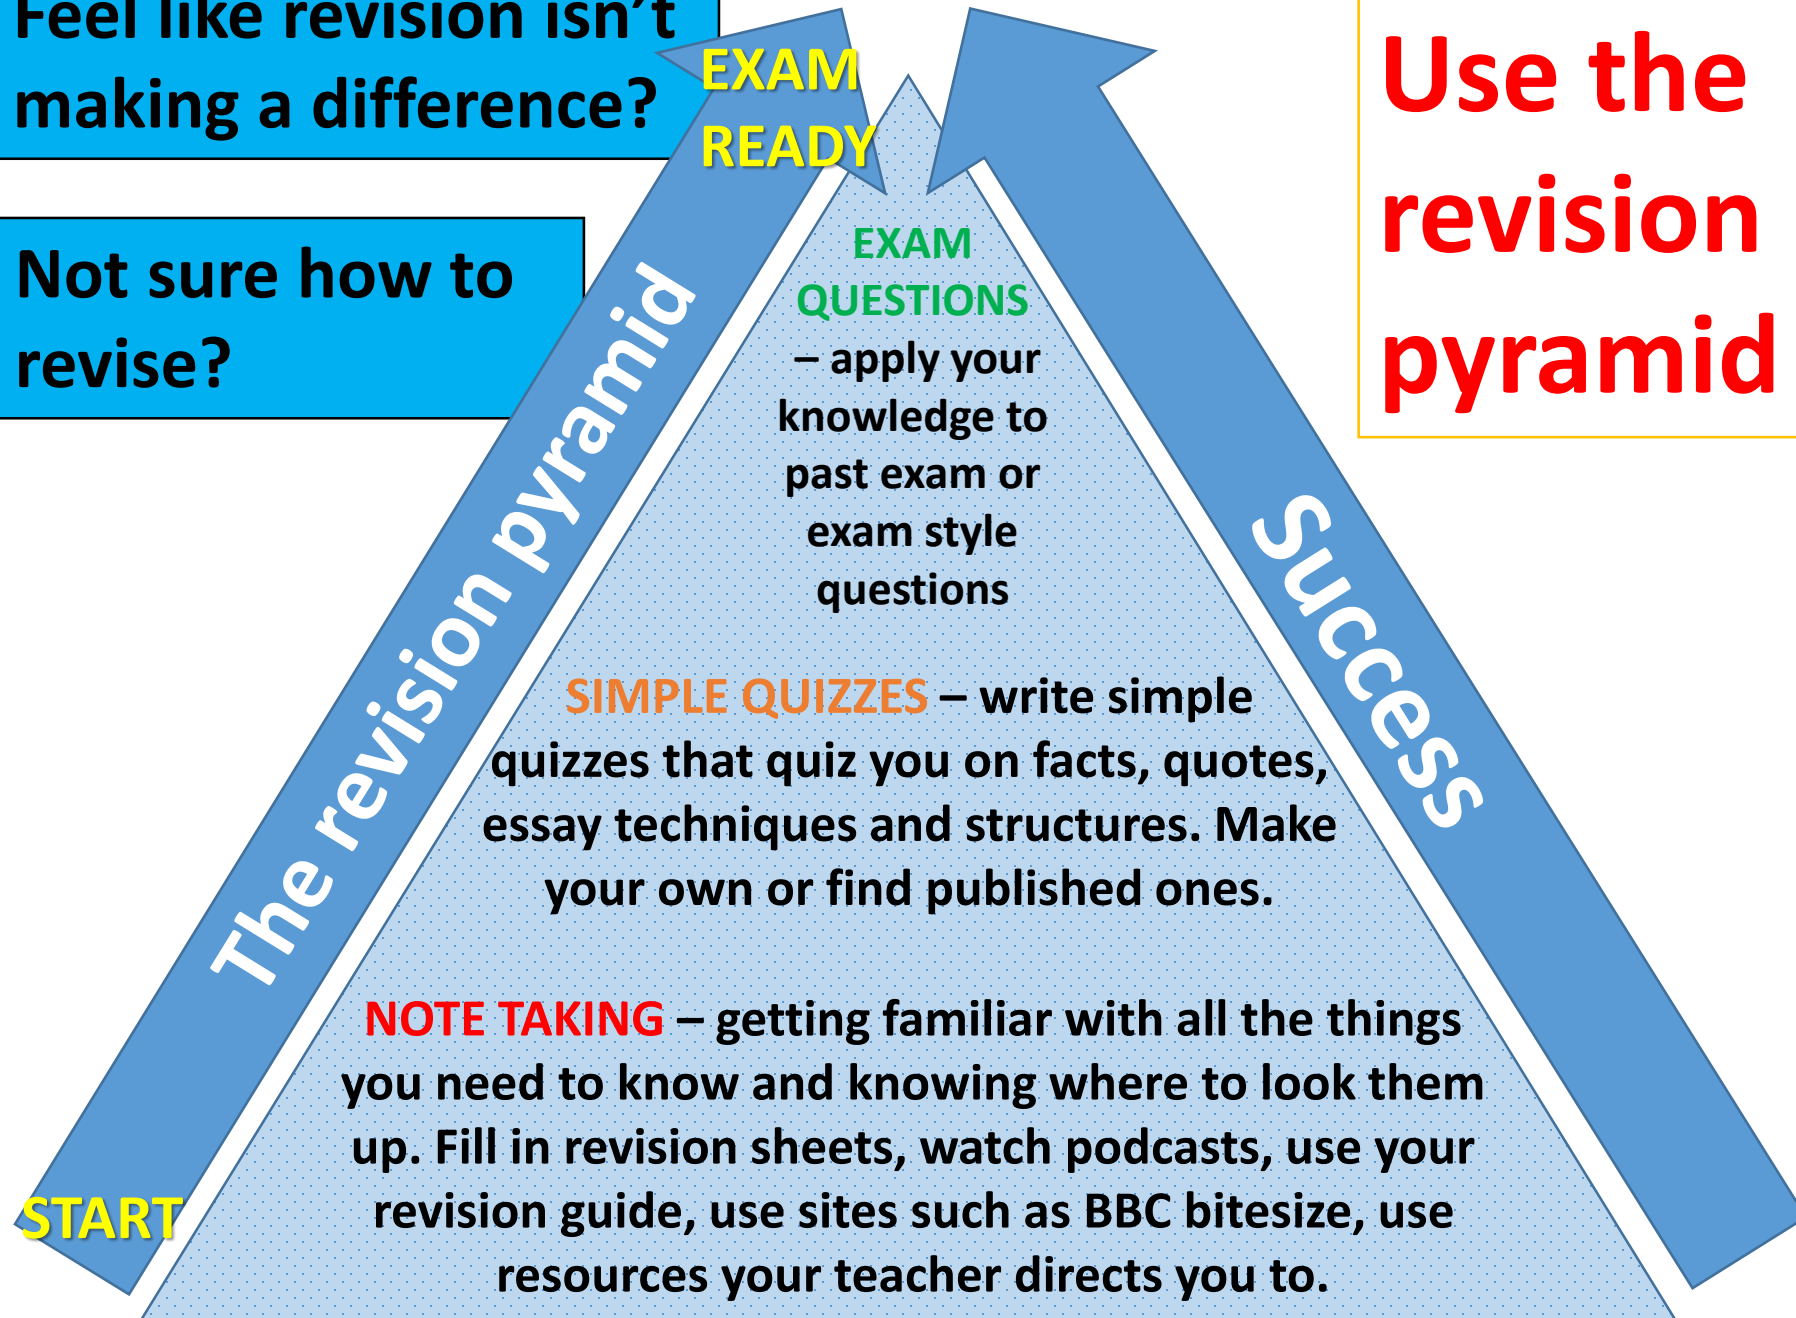 Feel like revision isn't
making a difference?
Not sure how to
revise?
Use the
revision
pyramid
EXAM
READY
The revision pyramid
START
Success
EXAM
QUESTIONS
– apply your
knowledge to
past exam or
exam style
questions
SIMPLE QUIZZES – write simple
quizzes that quiz you on facts, quotes,
essay techniques and structures. Make
your own or find published ones.
NOTE TAKING – getting familiar with all the things
you need to know and knowing where to look them
up. Fill in revision sheets, watch podcasts, use your
revision guide, use sites such as BBC bitesize, use
resources your teacher directs you to.